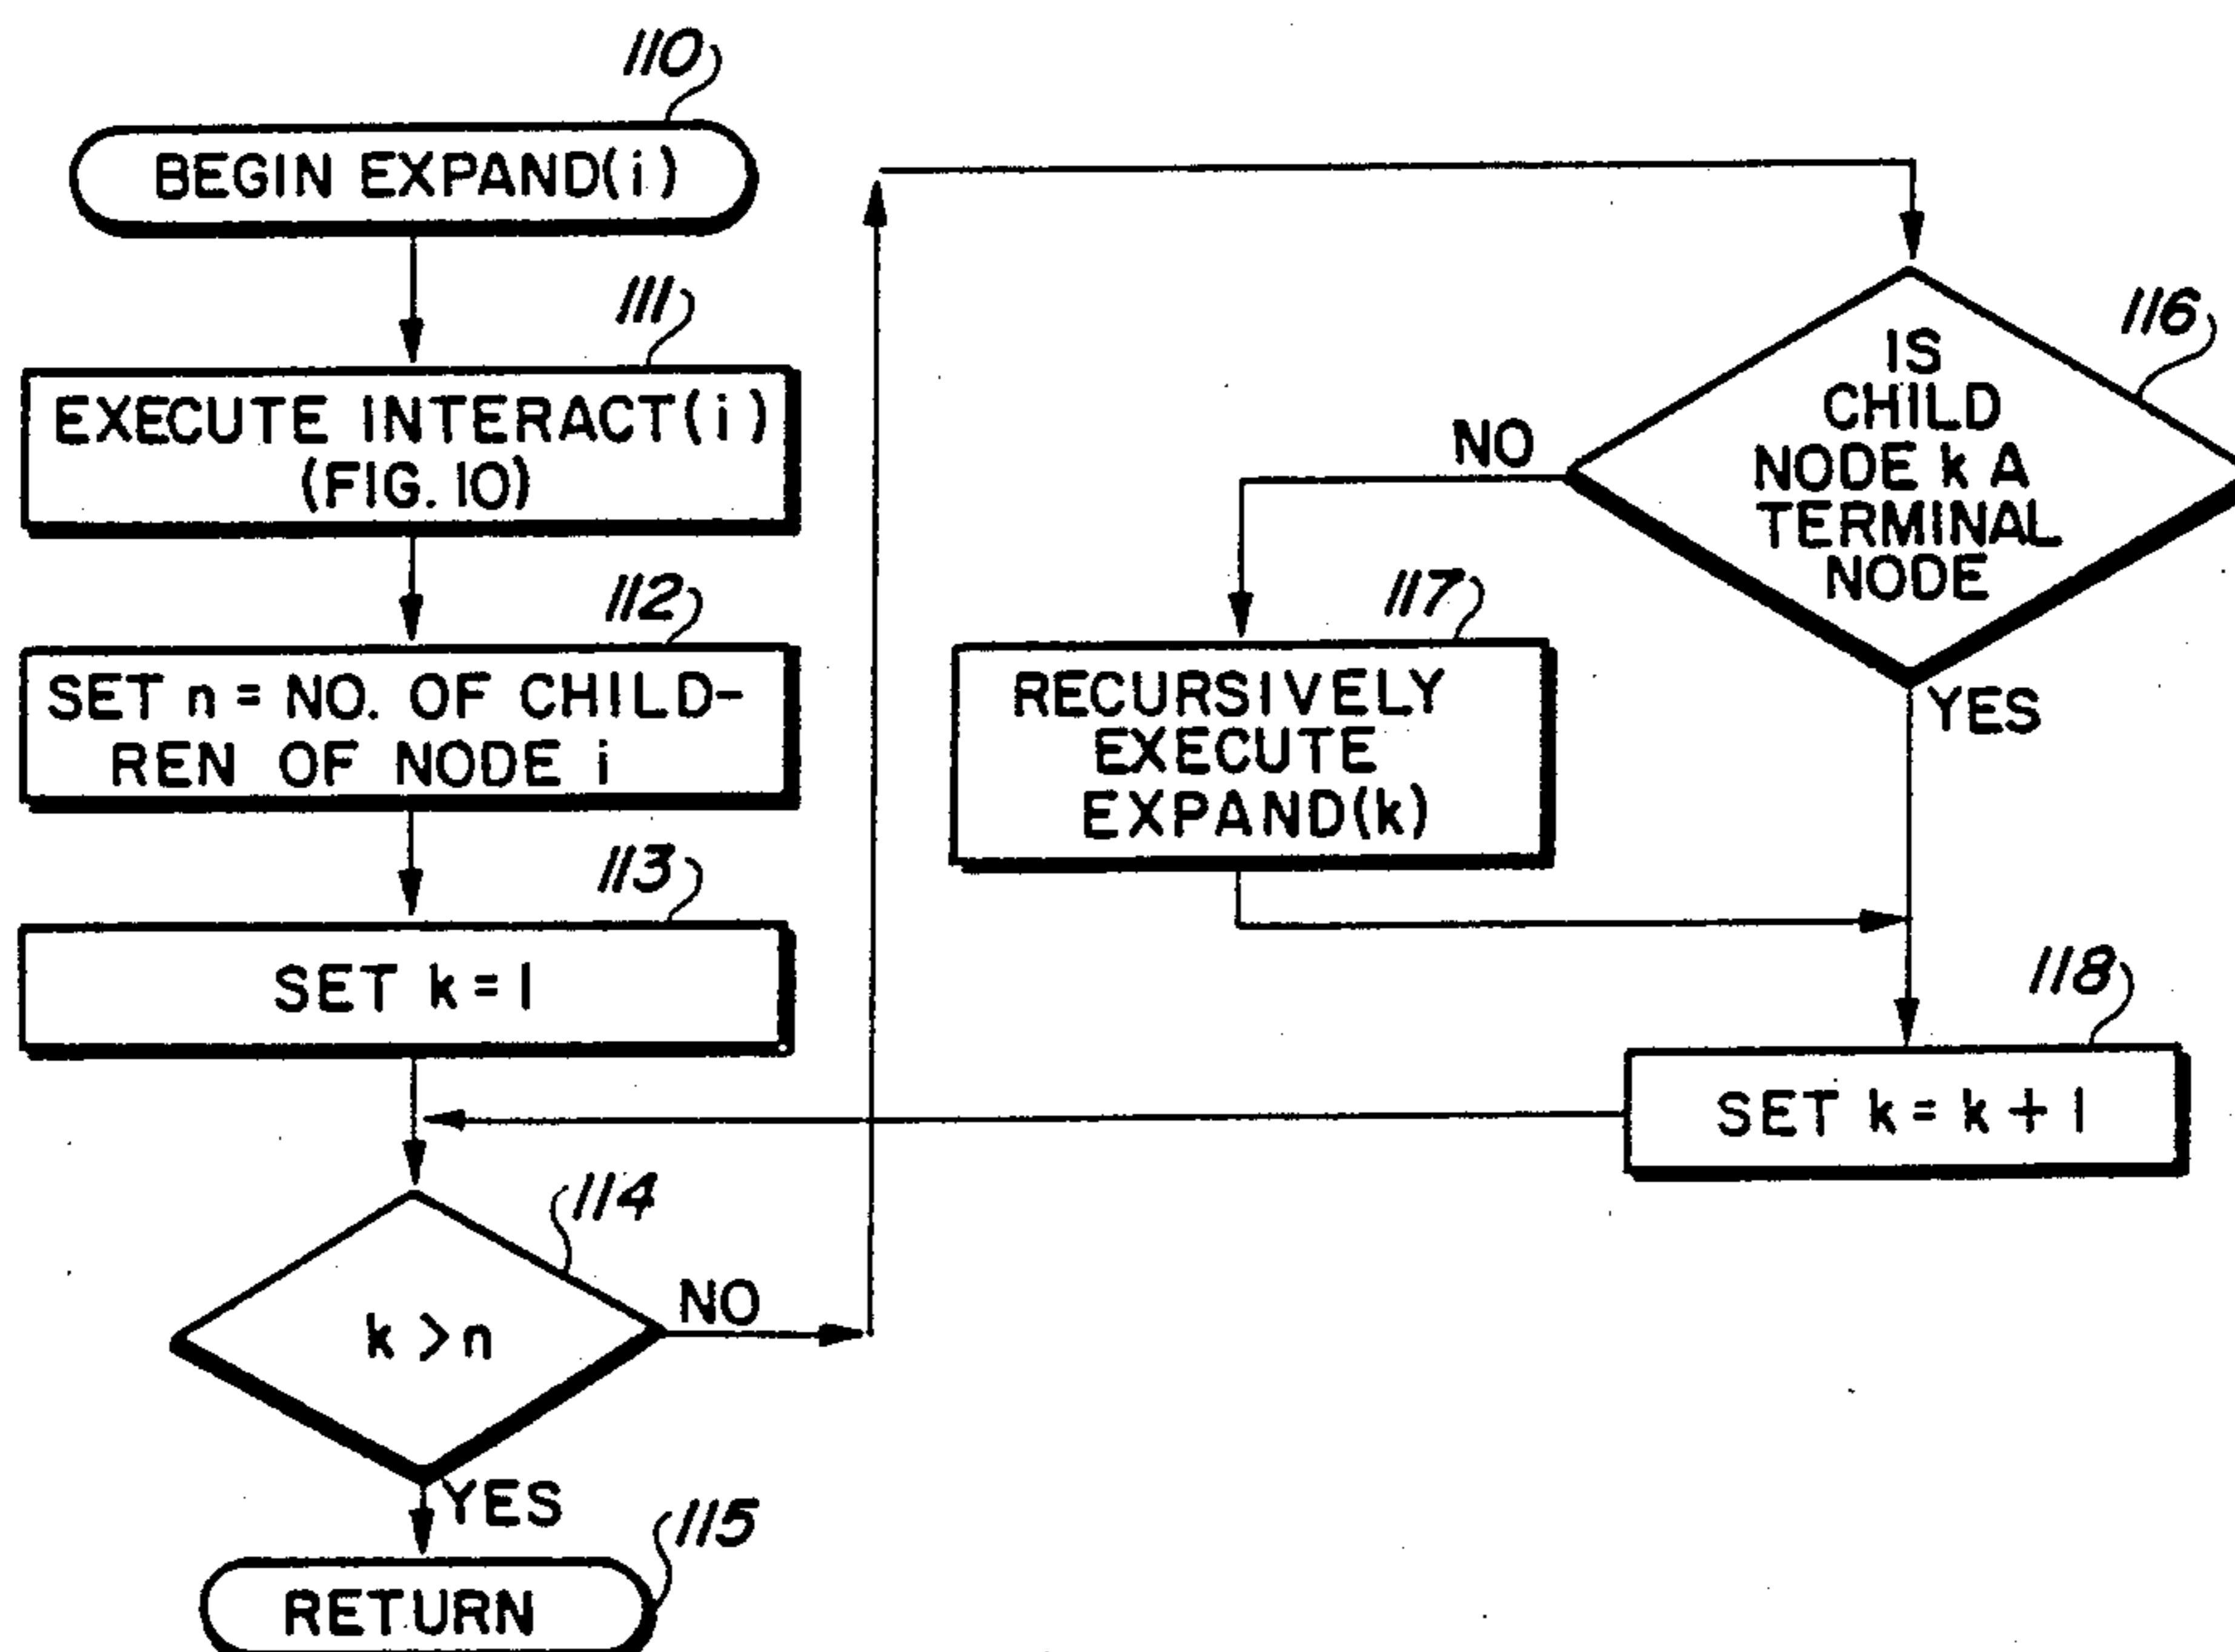 110
BEGIN EXPAND(i)
111
EXECUTE INTERACT(i)
(FIG. 10)
112
SET n = NO. OF CHILD-
REN OF NODE i
113
SET k = 1
114
k > n
NO
YES
115
RETURN
116
IS
CHILD
NODE k A
TERMINAL
NODE
NO
YES
117
RECURSIVELY
EXECUTE
EXPAND(k)
118
SET k = k + 1